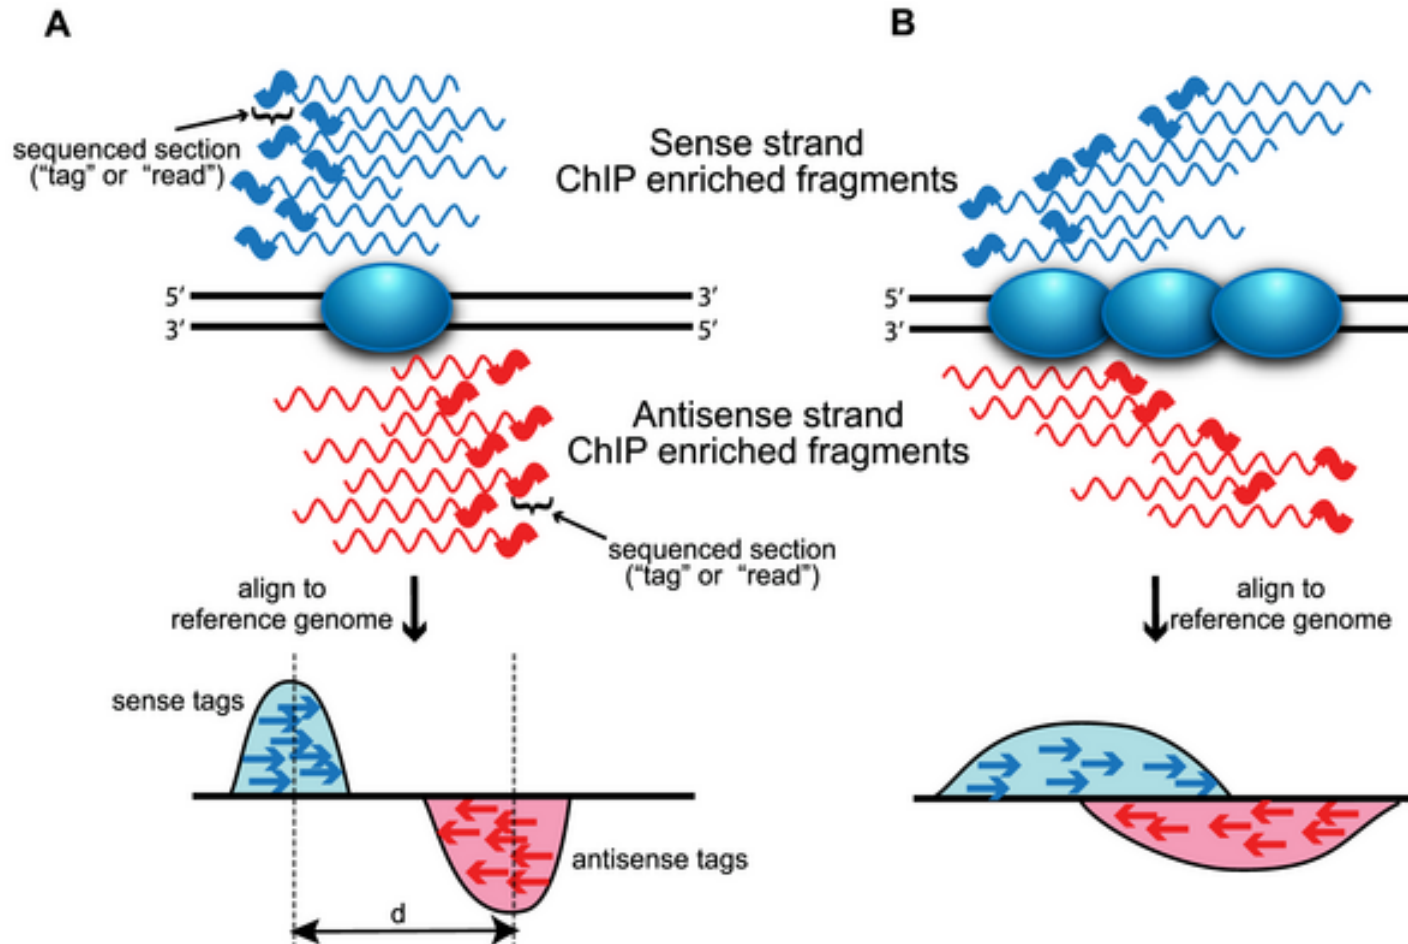 A
B
sequenced section
("tag" or "read")
Sense strand
ChIP enriched fragments
5′
3′
3′
5′
5′
3′
Antisense strand
ChIP enriched fragments
sequenced section
("tag" or "read")
align to
reference genome
align to
reference genome
sense tags
antisense tags
d